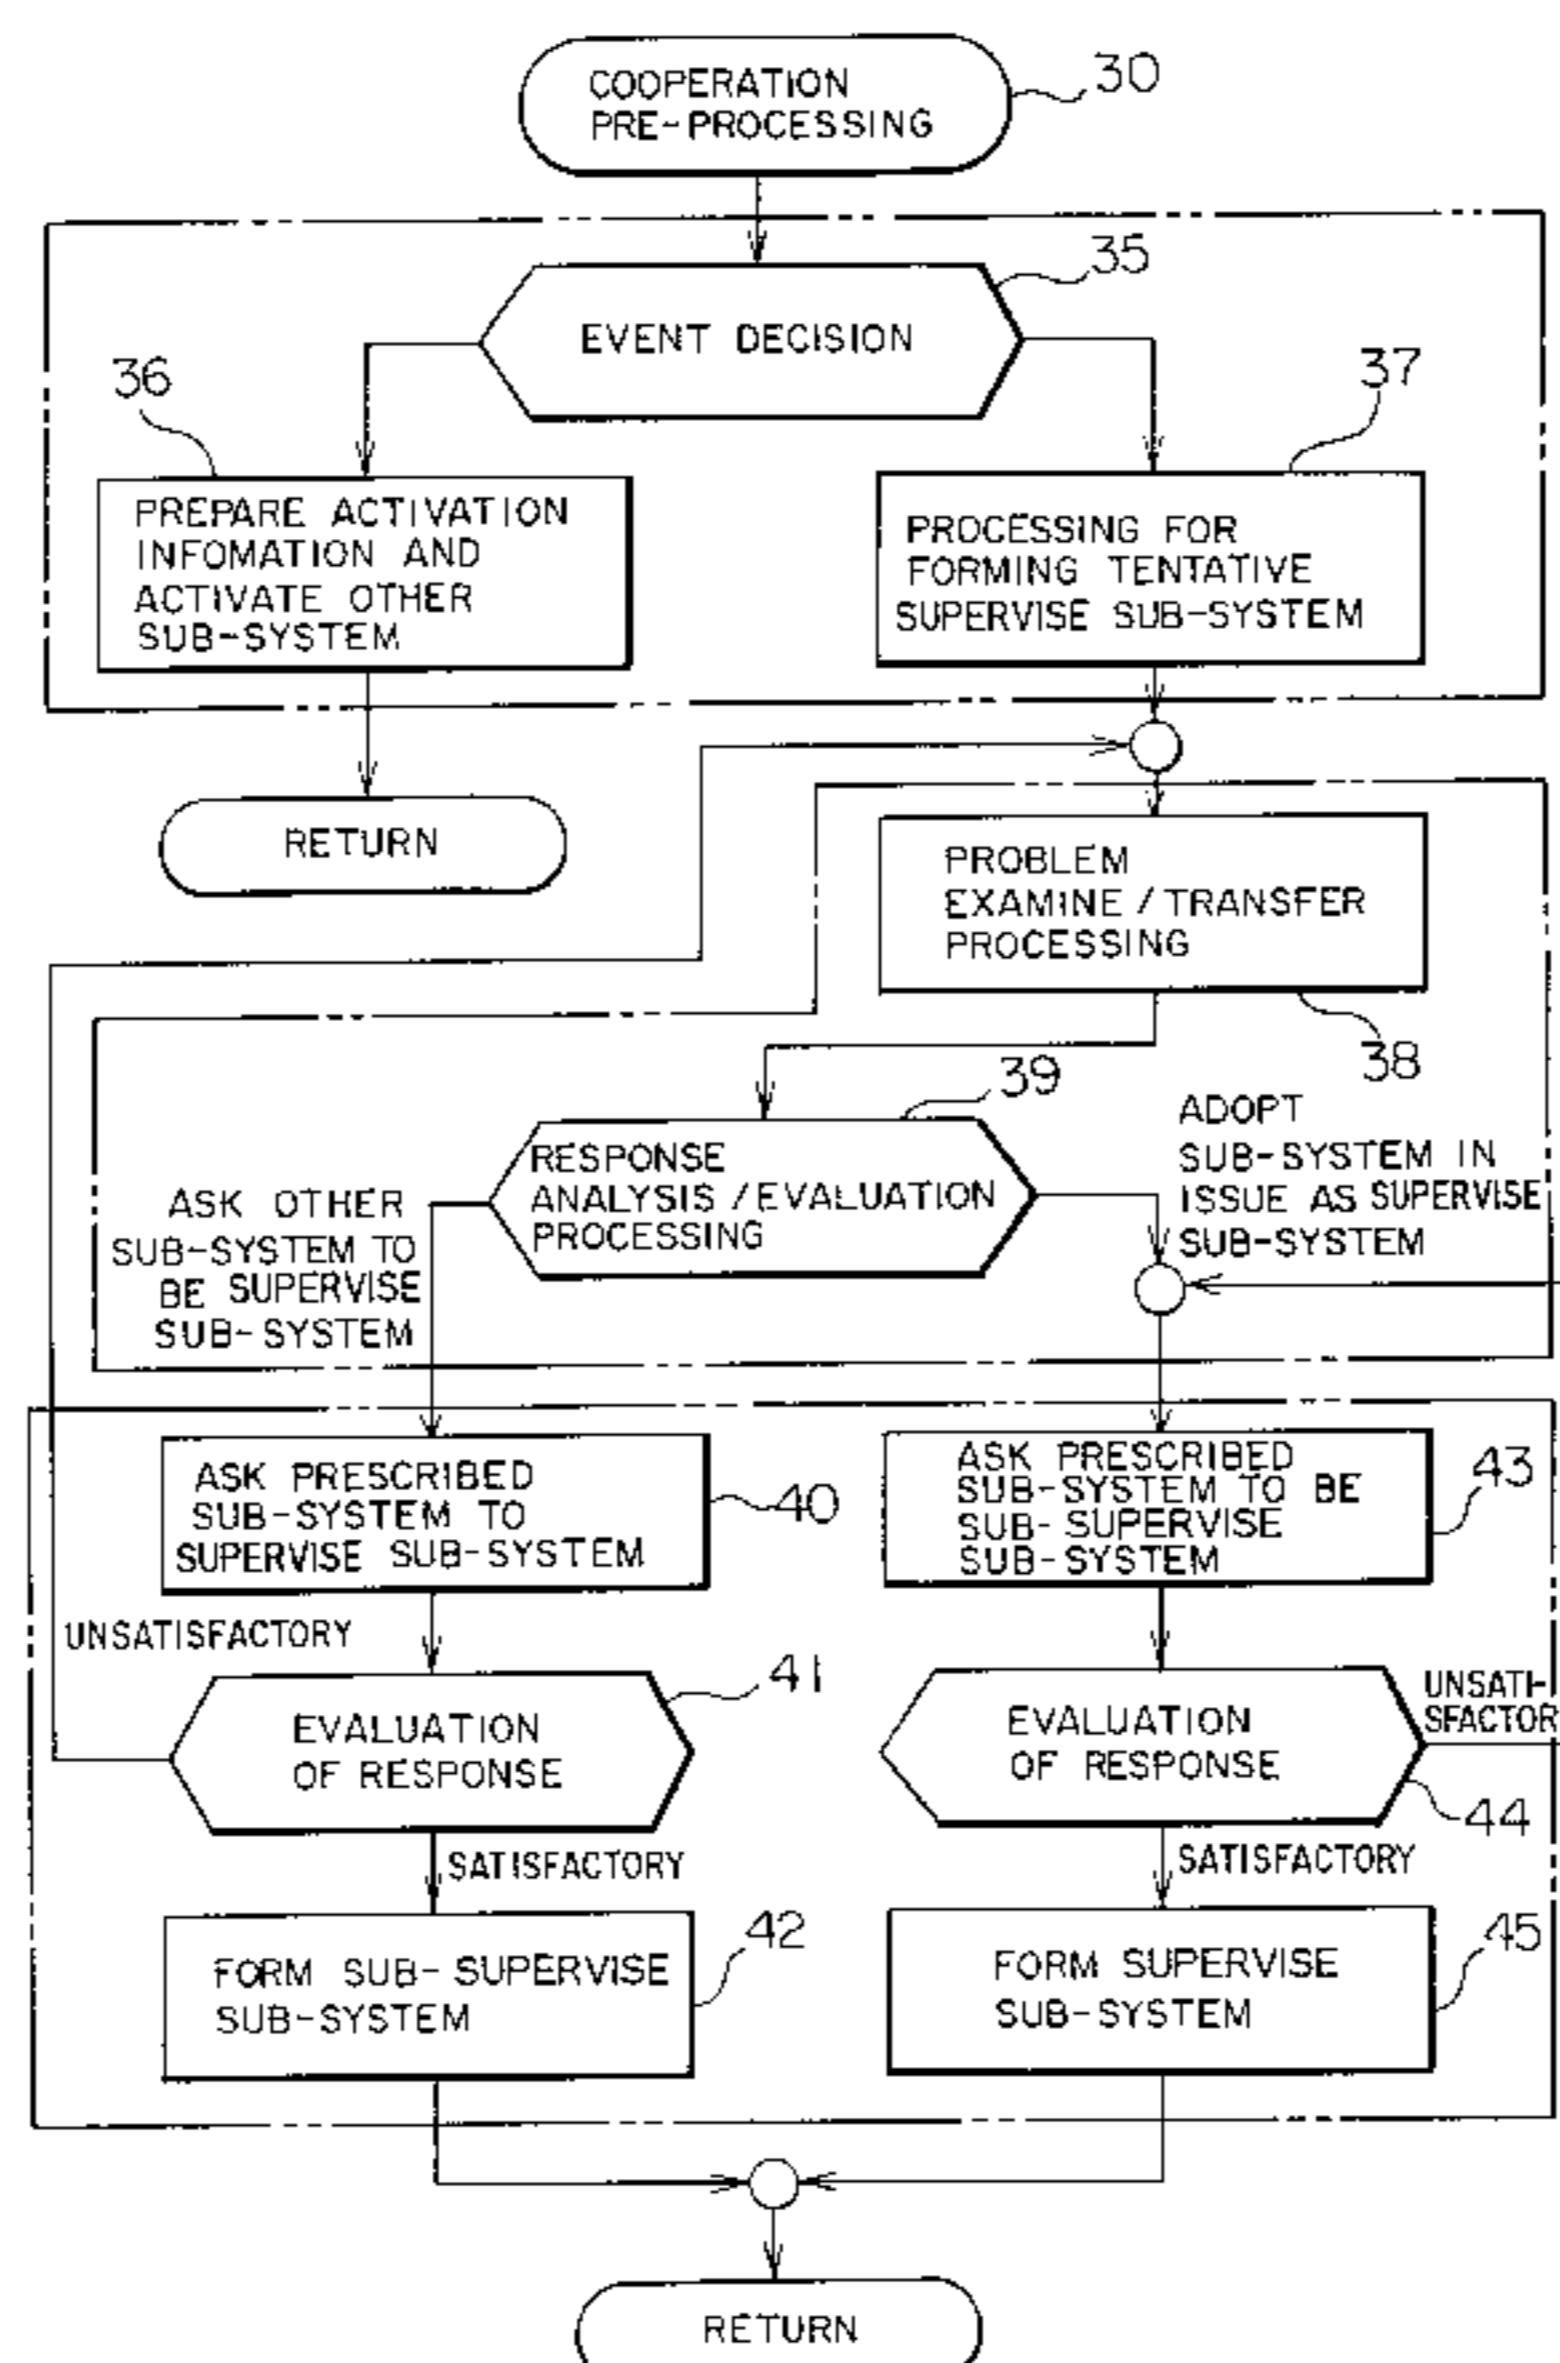 COOPERATION
PRE-PROCESSING
30
35
EVENT DECISION
36
37
PREPARE ACTIVATION
INFOMATION AND
ACTIVATE OTHER
SUB-SYSTEM
PROCESSING FOR
FORMING TENTATIVE
SUPERVISE SUB-SYSTEM
RETURN
PROBLEM
EXAMINE / TRANSFER
PROCESSING
38
39
RESPONSE
ANALYSIS / EVALUATION
PROCESSING
ADOPT
SUB-SYSTEM IN
ISSUE AS SUPERVISE
SUB-SYSTEM
ASK OTHER
SUB-SYSTEM TO
BE SUPERVISE
SUB-SYSTEM
ASK PRESCRIBED
SUB-SYSTEM TO
SUPERVISE SUB-SYSTEM
40
ASK PRESCRIBED
SUB-SYSTEM TO BE
SUB-SUPERVISE
SUB-SYSTEM
43
UNSATISFACTORY
41
EVALUATION
OF RESPONSE
EVALUATION
OF RESPONSE
UNSATI-
SFACTOR
44
SATISFACTORY
SATISFACTORY
42
FORM SUB-SUPERVISE
SUB-SYSTEM
FORM SUPERVISE
SUB-SYSTEM
45
RETURN